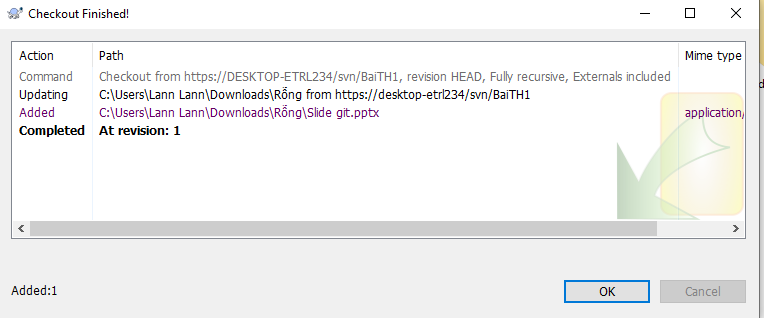 Checkout Finished!
Action Path Mime type
Command Checkout from https://DESKTOP-ETRL234/svn/BaiTH1, revision HEAD, Fully recursive, Externals included
Updating C:\Users\Lann Lann\Downloads\Rỗng from https://desktop-etrl234/svn/BaiTH1
Added C:\Users\Lann Lann\Downloads\Rỗng\Slide git.pptx application/
Completed At revision: 1
Added:1 OK Cancel